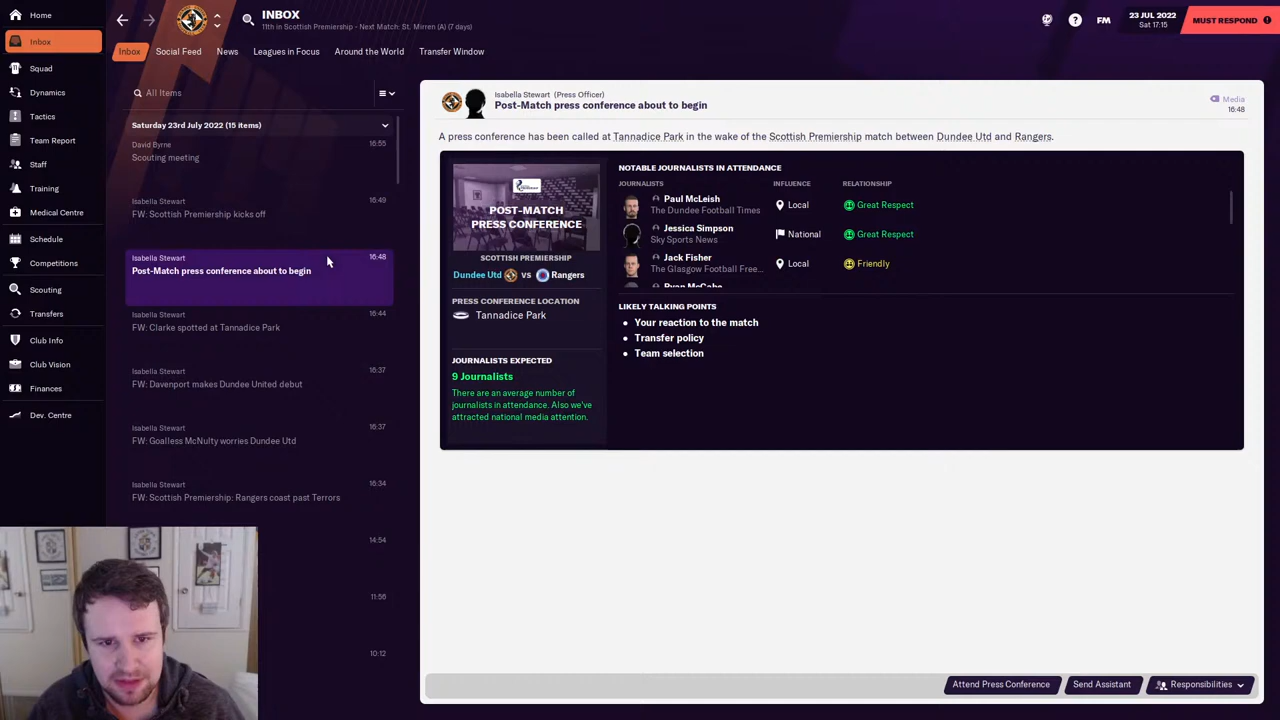 Home
Inbox
Squad
Dynamics
Tactics
Team Report
Staff
Training
Medical Centre
Schedule
Competitions
Scouting
Transfers
Club Info
Club Vision
Finances
Dev. Centre
INBOX
11th in Scottish Premiership - Next Match: St. Mirren (A) (7 days)
FM
23 JUL 2022
Sat 17:15
MUST RESPOND
Inbox
Social Feed
News
Leagues in Focus
Around the World
Transfer Window
All Items
Saturday 23rd July 2022 (15 items)
David Byrne 16:55
Scouting meeting
Isabella Stewart 16:49
FW: Scottish Premiership kicks off
Isabella Stewart 16:48
Post-Match press conference about to begin
Isabella Stewart 16:44
FW: Clarke spotted at Tannadice Park
Isabella Stewart 16:37
FW: Davenport makes Dundee United debut
Isabella Stewart 16:37
FW: Goalless McNulty worries Dundee Utd
Isabella Stewart 16:34
FW: Scottish Premiership: Rangers coast past Terrors
14:54
11:56
10:12
Isabella Stewart (Press Officer)
Post-Match press conference about to begin
Media
16:48
A press conference has been called at Tannadice Park in the wake of the Scottish Premiership match between Dundee Utd and Rangers.
POST-MATCH
PRESS CONFERENCE
SCOTTISH PREMIERSHIP
Dundee Utd vs Rangers
PRESS CONFERENCE LOCATION
Tannadice Park
JOURNALISTS EXPECTED
9 Journalists
There are an average number of
journalists in attendance. Also we've
attracted national media attention.
NOTABLE JOURNALISTS IN ATTENDANCE
JOURNALISTS INFLUENCE RELATIONSHIP
Paul McLeish
The Dundee Football Times
Local
Great Respect
Jessica Simpson
Sky Sports News
National
Great Respect
Jack Fisher
The Glasgow Football Free...
Local
Friendly
Ryan McCabe
LIKELY TALKING POINTS
Your reaction to the match
Transfer policy
Team selection
Attend Press Conference
Send Assistant
Responsibilities